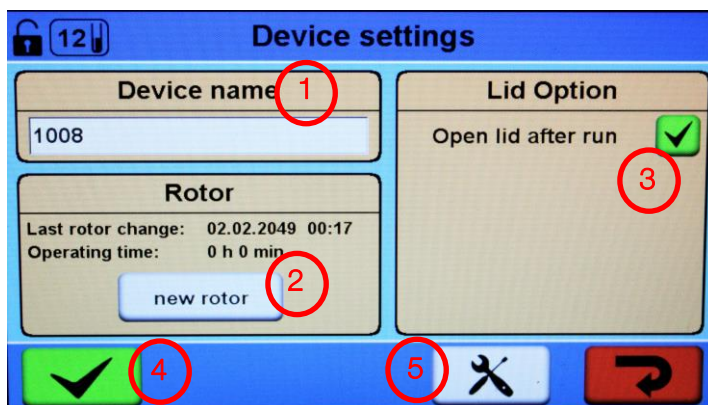 12
Device settings
Device name
1
1008
Rotor
Last rotor change: 02.02.2049 00:17
Operating time: 0 h 0 min
2
new rotor
Lid Option
Open lid after run
3
4
5